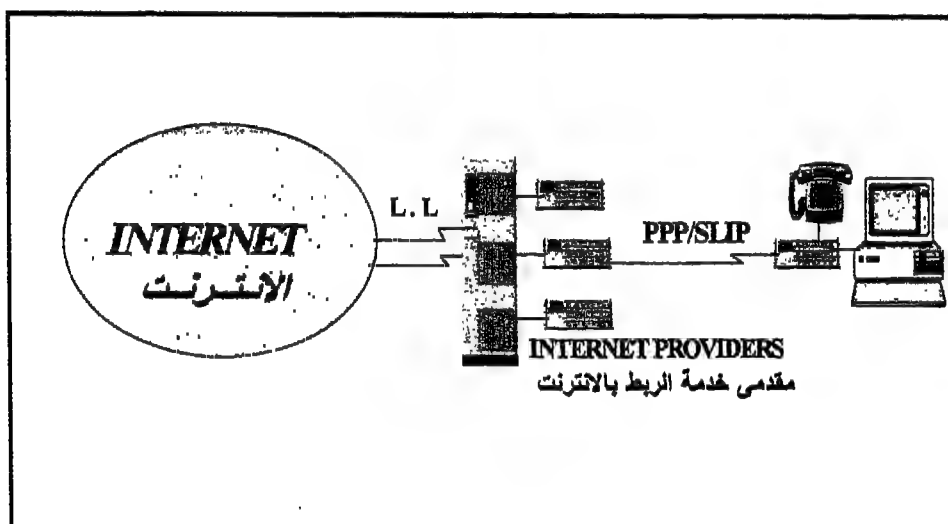 INTERNET
الانترنت
L . L
PPP/SLIP
INTERNET PROVIDERS
مقدمى خدمة الربط بالانترنت